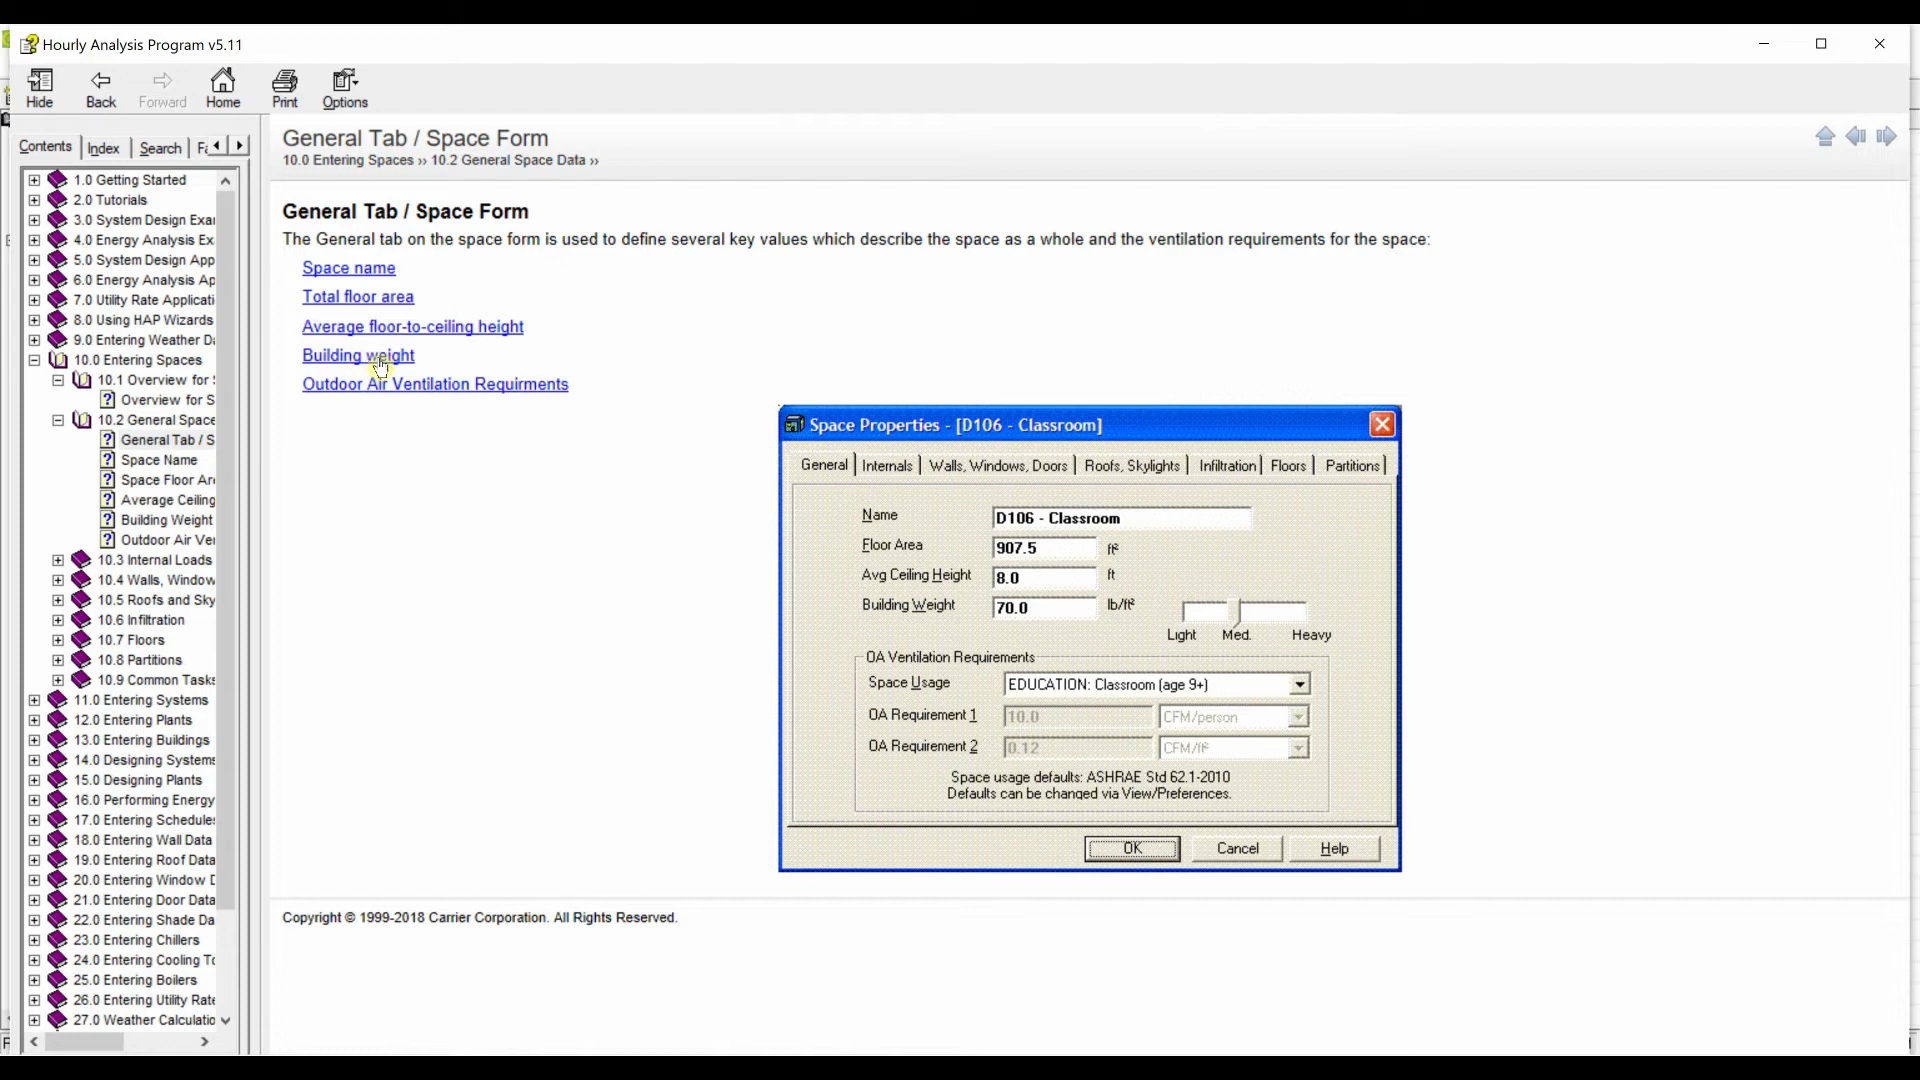 Hourly Analysis Program v5.11
Hide
Back
Forward
Home
Print
Options
Contents
Index
Search
1.0 Getting Started
2.0 Tutorials
3.0 System Design Exa
4.0 Energy Analysis Ex
5.0 System Design App
6.0 Energy Analysis Ap
7.0 Utility Rate Applicati
8.0 Using HAP Wizards
9.0 Entering Weather D
10.0 Entering Spaces
10.1 Overview for
Overview for S
10.2 General Space
General Tab / S
Space Name
Space Floor Ar
Average Ceiling
Building Weight
Outdoor Air Ve
10.3 Internal Loads
10.4 Walls, Window
10.5 Roofs and Sky
10.6 Infiltration
10.7 Floors
10.8 Partitions
10.9 Common Tasks
11.0 Entering Systems
12.0 Entering Plants
13.0 Entering Buildings
14.0 Designing Systems
15.0 Designing Plants
16.0 Performing Energy
17.0 Entering Schedules
18.0 Entering Wall Data
19.0 Entering Roof Data
20.0 Entering Window D
21.0 Entering Door Data
22.0 Entering Shade Da
23.0 Entering Chillers
24.0 Entering Cooling To
25.0 Entering Boilers
26.0 Entering Utility Rate
27.0 Weather Calculatio
General Tab / Space Form
10.0 Entering Spaces ›› 10.2 General Space Data ››
General Tab / Space Form
The General tab on the space form is used to define several key values which describe the space as a whole and the ventilation requirements for the space:
Space name
Total floor area
Average floor-to-ceiling height
Building weight
Outdoor Air Ventilation Requirments
Space Properties - [D106 - Classroom]
General Internals Walls, Windows, Doors Roofs, Skylights Infiltration Floors Partitions
Name D106 - Classroom
Floor Area 907.5 ft²
Avg Ceiling Height 8.0 ft
Building Weight 70.0 lb/ft²
Light Med. Heavy
OA Ventilation Requirements
Space Usage EDUCATION: Classroom (age 9+)
OA Requirement 1 10.0 CFM/person
OA Requirement 2 0.12 CFM/ft²
Space usage defaults: ASHRAE Std 62.1-2010
Defaults can be changed via View/Preferences.
OK Cancel Help
Copyright © 1999-2018 Carrier Corporation. All Rights Reserved.